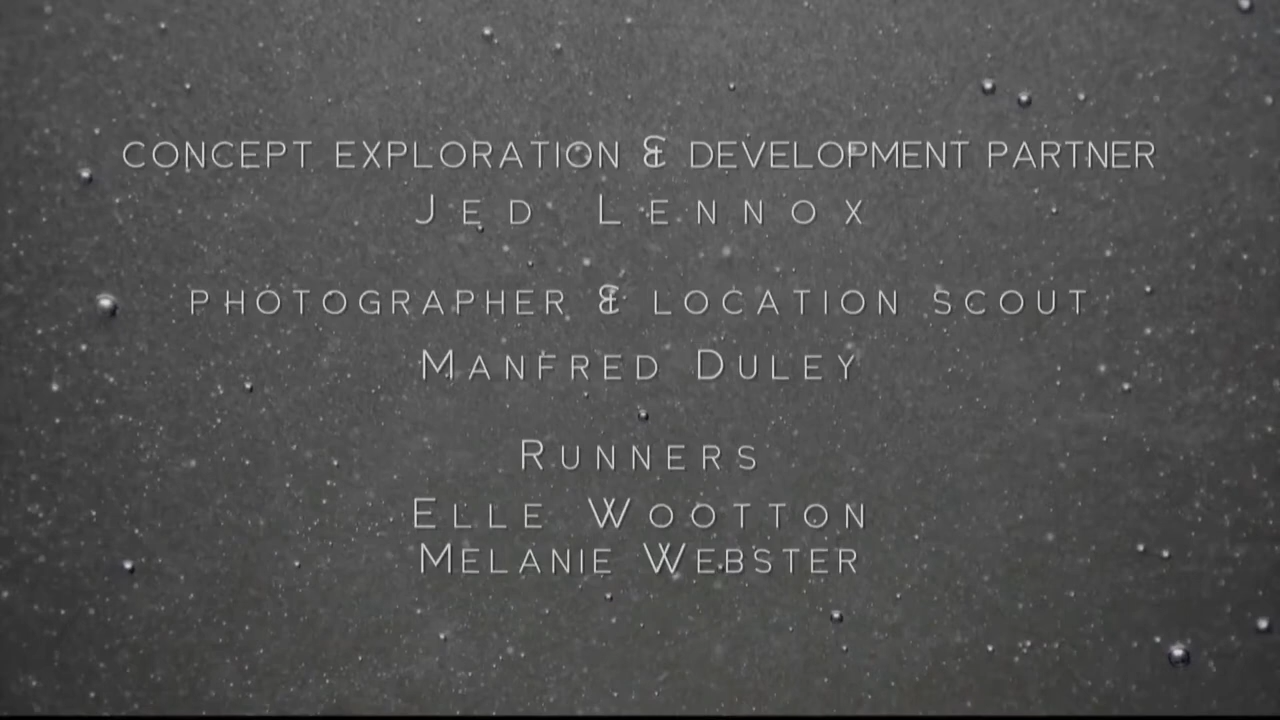 CONCEPT EXPLORATION & DEVELOPMENT PARTNER
JED LENNOX
PHOTOGRAPHER & LOCATION SCOUT
MANFRED DULEY
RUNNERS
ELLE WOOTTON
MELANIE WEBSTER